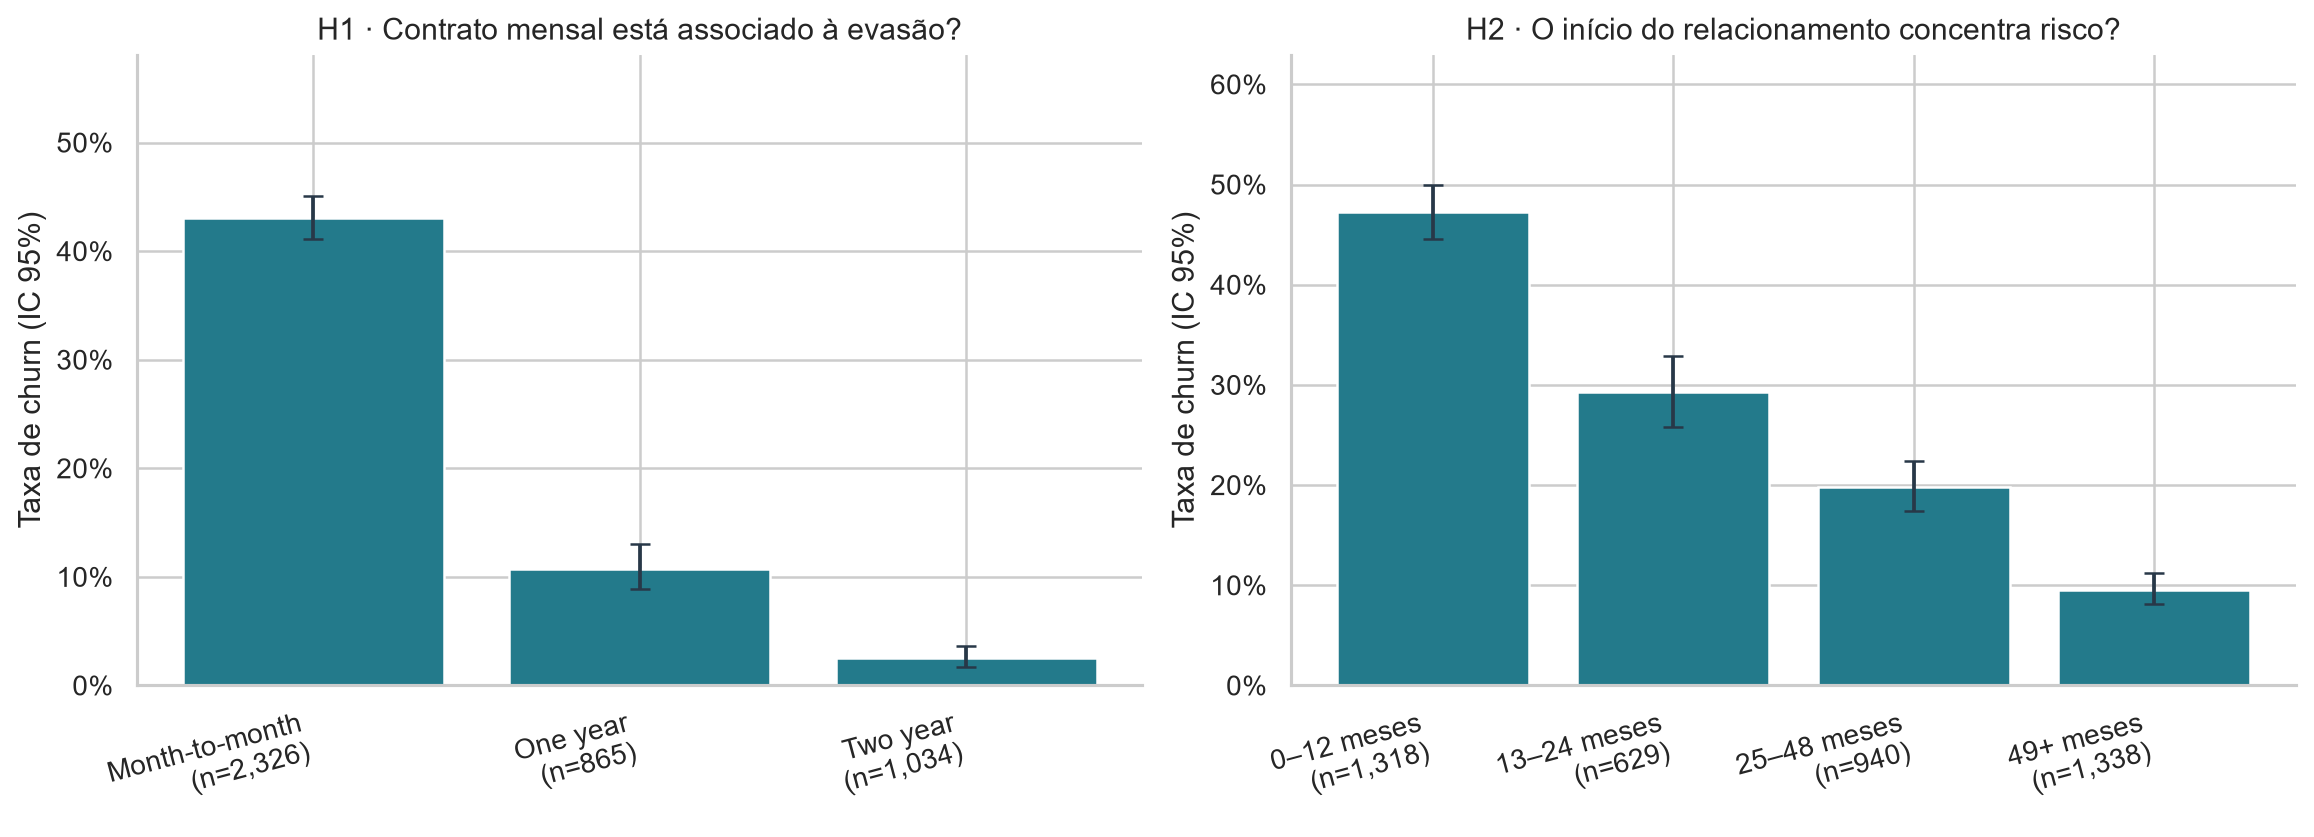 H1 · Contrato mensal está associado à evasão?
Taxa de churn (IC 95%)
50%
40%
30%
20%
10%
0%
Month-to-month
(n=2,326)
One year
(n=865)
Two year
(n=1,034)
H2 · O início do relacionamento concentra risco?
Taxa de churn (IC 95%)
60%
50%
40%
30%
20%
10%
0%
0–12 meses
(n=1,318)
13–24 meses
(n=629)
25–48 meses
(n=940)
49+ meses
(n=1,338)